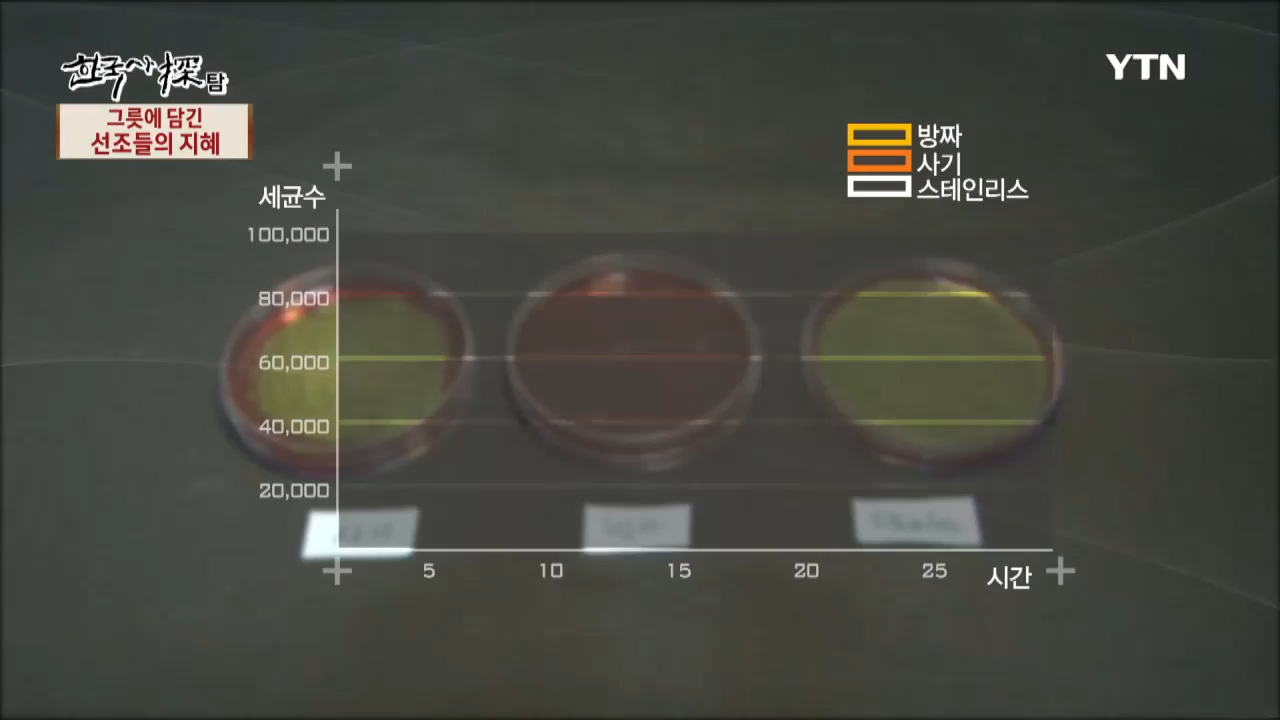 한국사探탐
그릇에 담긴
선조들의 지혜
YTN
방짜
사기
스테인리스
세균수
100,000
80,000
60,000
40,000
20,000
5
10
15
20
25
시간